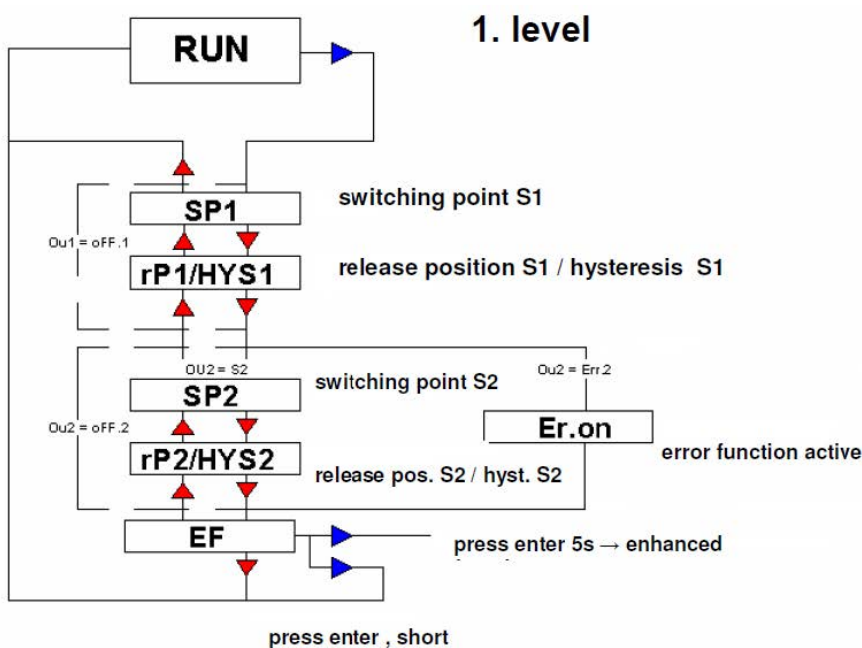 1. level
RUN
SP1
switching point S1
Ou1 = oFF.1
rP1/HYS1
release position S1 / hysteresis S1
OU2 = S2
Ou2 = Err.2
SP2
switching point S2
Ou2 = oFF.2
Er.on
error function active
rP2/HYS2
release pos. S2 / hyst. S2
EF
press enter 5s → enhanced
press enter , short